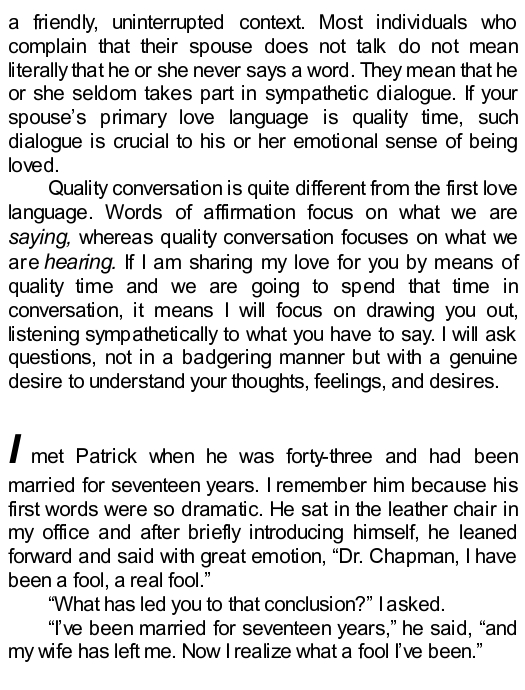 a friendly, uninterrupted context. Most individuals who
complain that their spouse does not talk do not mean
literally that he or she never says a word. They mean that he
or she seldom takes part in sympathetic dialogue. If your
spouse's primary love language is quality time, such
dialogue is crucial to his or her emotional sense of being
loved.
Quality conversation is quite different from the first love
language. Words of affirmation focus on what we are
saying, whereas quality conversation focuses on what we
are hearing. If I am sharing my love for you by means of
quality time and we are going to spend that time in
conversation, it means I will focus on drawing you out,
listening sympathetically to what you have to say. I will ask
questions, not in a badgering manner but with a genuine
desire to understand your thoughts, feelings, and desires.
I met Patrick when he was forty-three and had been
married for seventeen years. I remember him because his
first words were so dramatic. He sat in the leather chair in
my office and after briefly introducing himself, he leaned
forward and said with great emotion, “Dr. Chapman, I have
been a fool, a real fool.”
“What has led you to that conclusion?” I asked.
“I’ve been married for seventeen years,” he said, “and
my wife has left me. Now I realize what a fool I’ve been.”